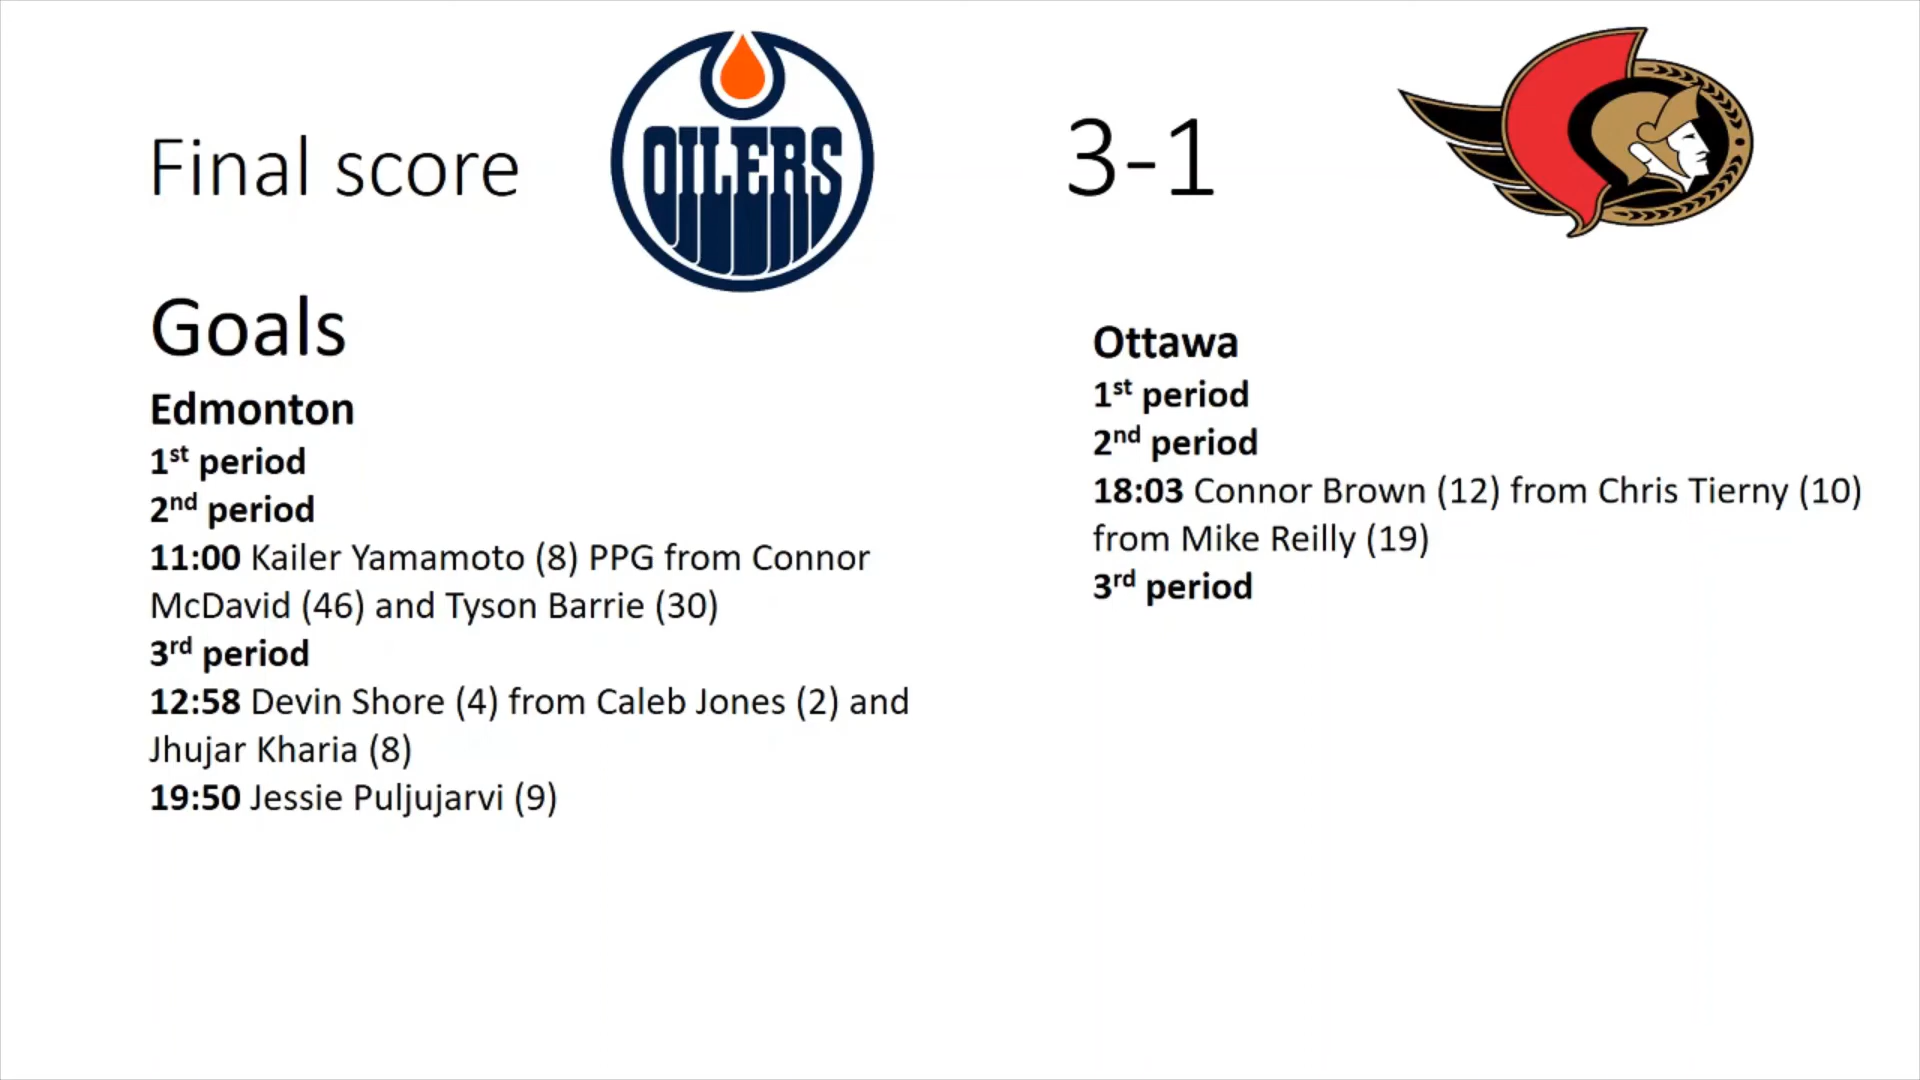 Final score
OILERS
3-1
Goals
Edmonton
1st period
2nd period
11:00 Kailer Yamamoto (8) PPG from Connor
McDavid (46) and Tyson Barrie (30)
3rd period
12:58 Devin Shore (4) from Caleb Jones (2) and
Jhujar Kharia (8)
19:50 Jessie Puljujarvi (9)
Ottawa
1st period
2nd period
18:03 Connor Brown (12) from Chris Tierny (10)
from Mike Reilly (19)
3rd period